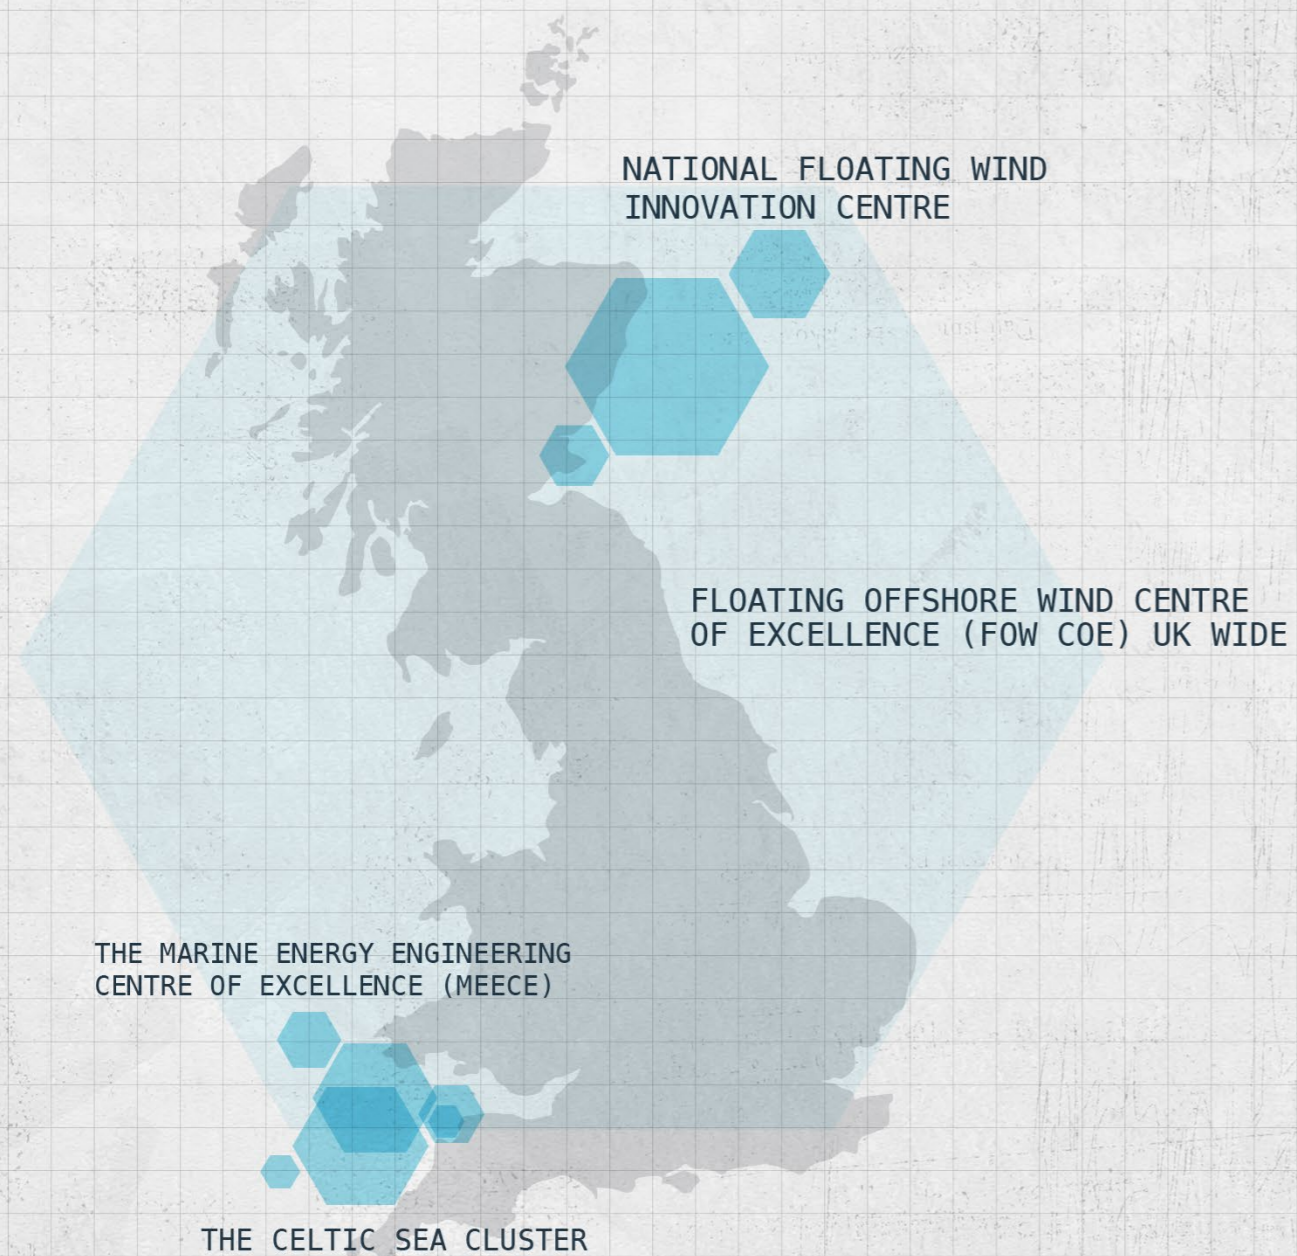 NATIONAL FLOATING WIND
INNOVATION CENTRE
FLOATING OFFSHORE WIND CENTRE
OF EXCELLENCE (FOW COE) UK WIDE
THE MARINE ENERGY ENGINEERING
CENTRE OF EXCELLENCE (MEECE)
THE CELTIC SEA CLUSTER